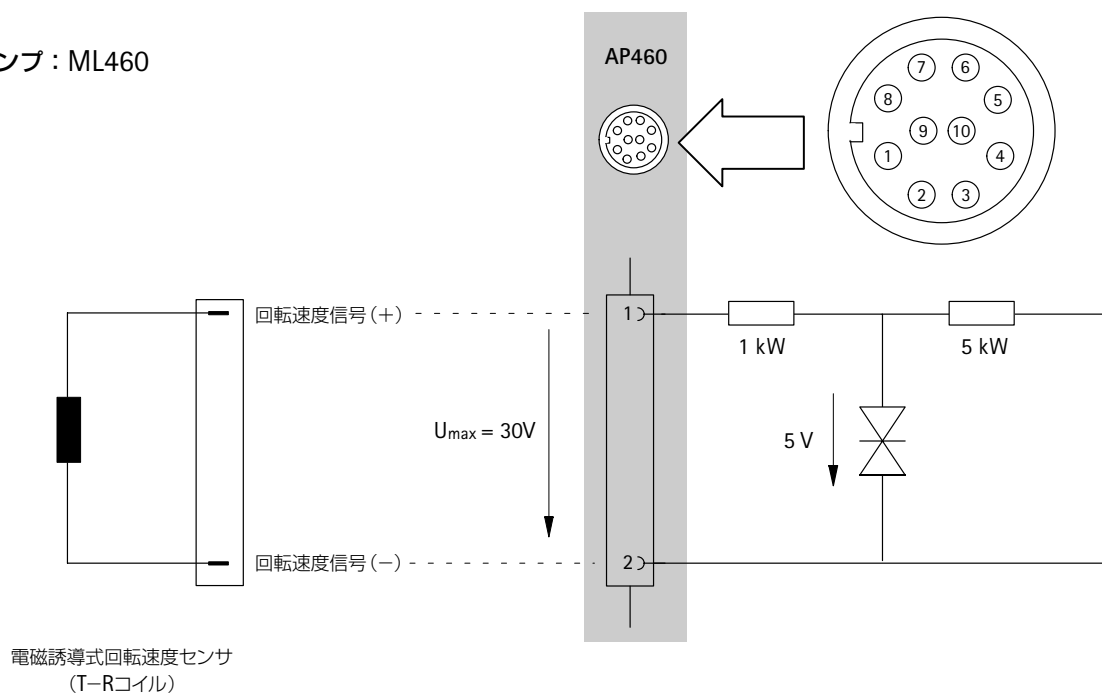 ンプ：ML460
AP460
7
6
8
5
9
10
1
4
2
3
回転速度信号(＋)
1
1 kW
5 kW
Umax = 30V
5 V
回転速度信号(－)
2
電磁誘導式回転速度センサ
(T−Rコイル)